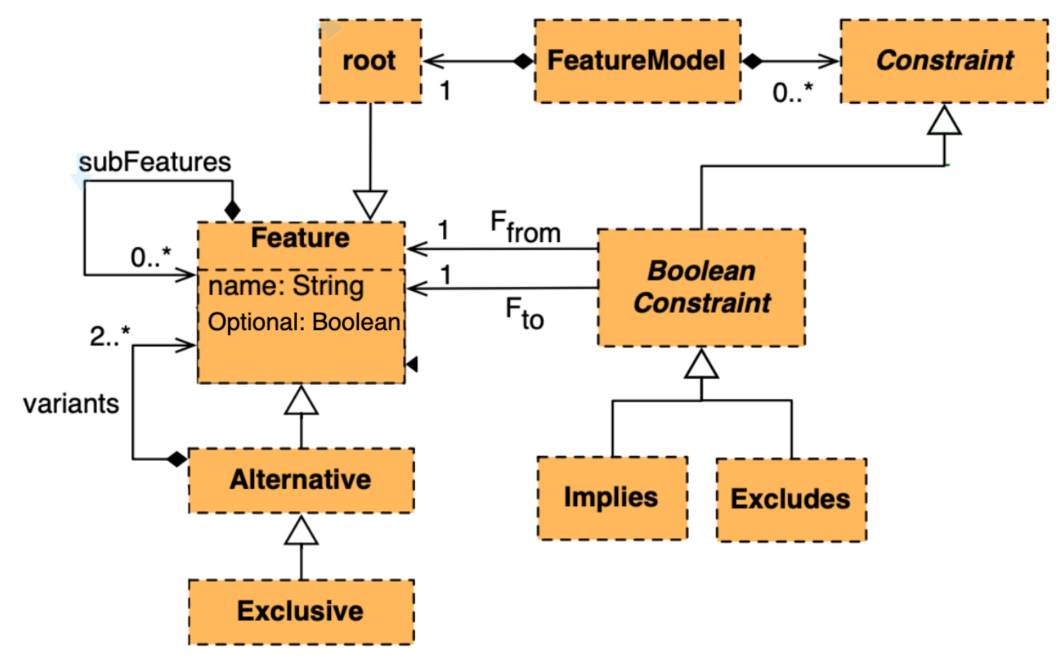 root
FeatureModel
Constraint
1
0..*
subFeatures
0..*
Feature
name: String
Optional: Boolean
1
Ffrom
1
Fto
Boolean
Constraint
2..*
variants
Alternative
Implies
Excludes
Exclusive